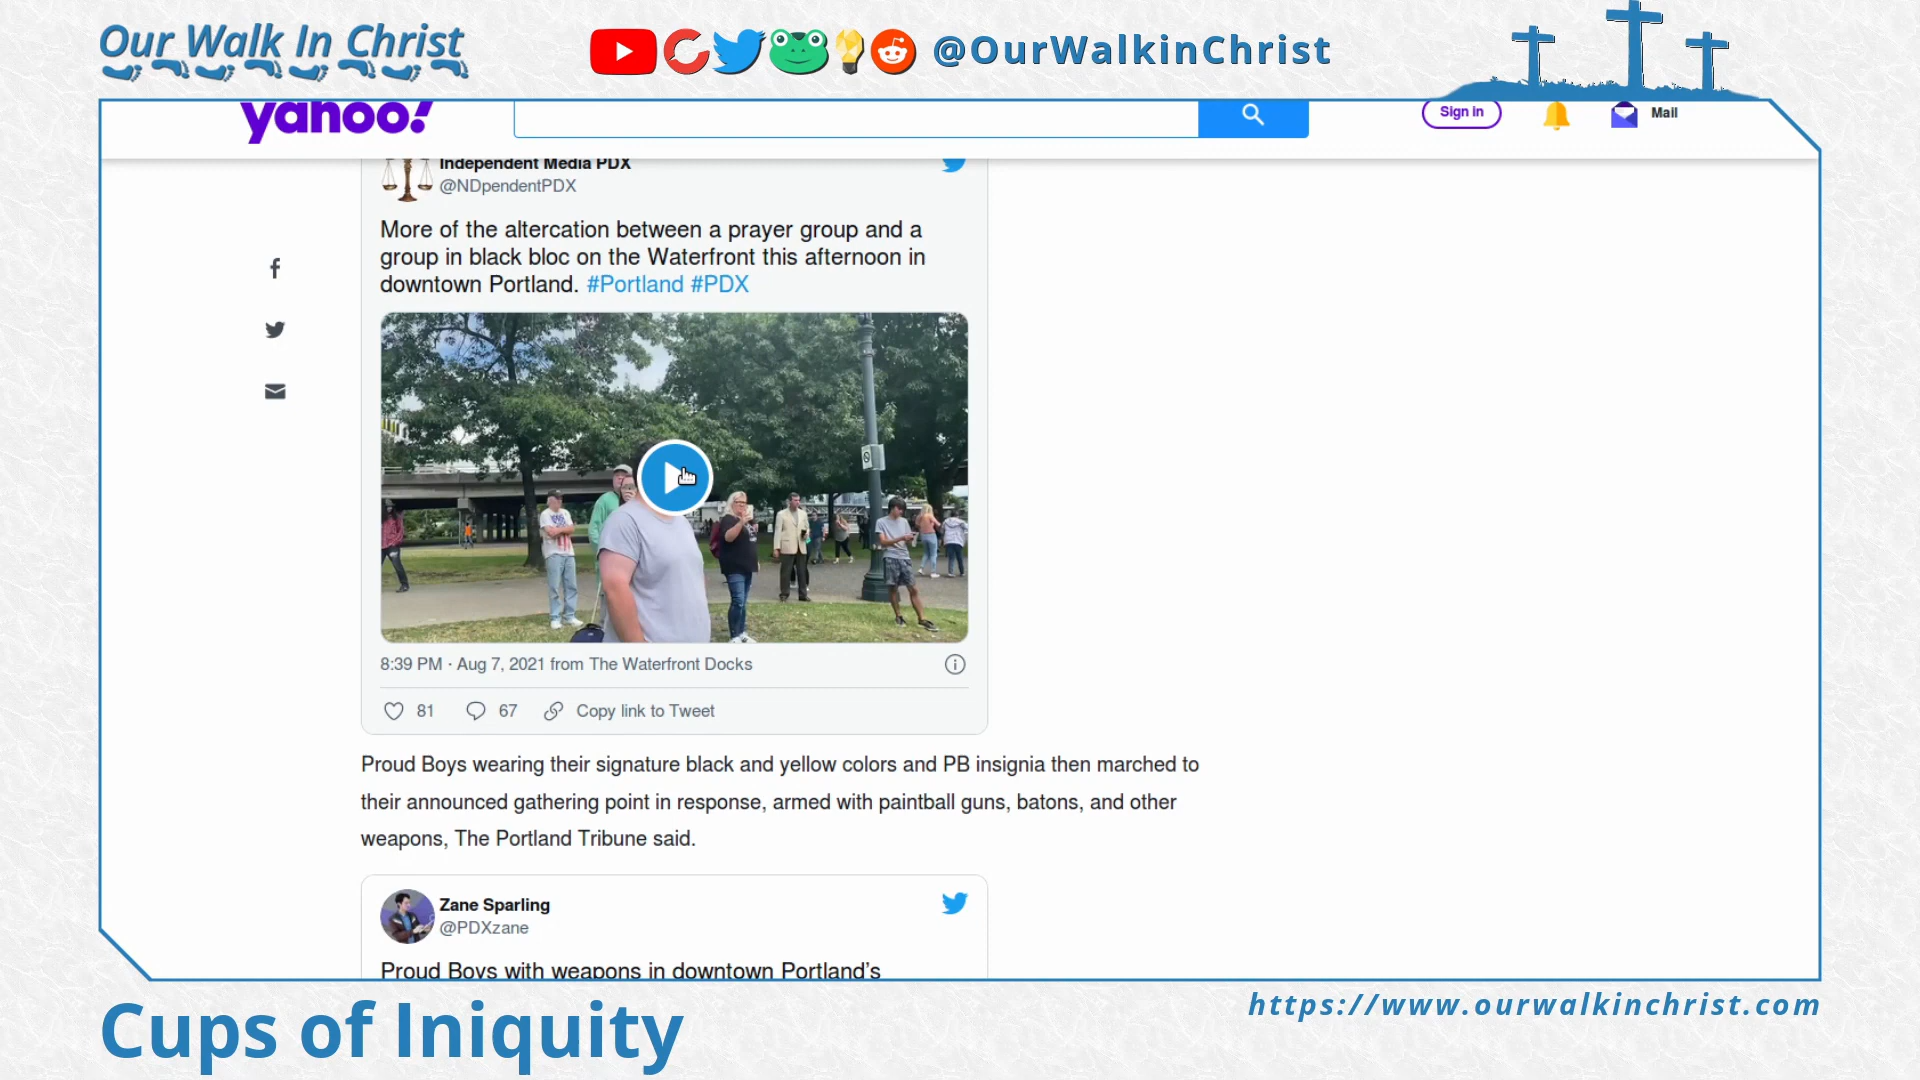 Our Walk In Christ
@OurWalkinChrist
yahoo!
Sign in
Mail
Independent Media PDX
@NDpendentPDX
More of the altercation between a prayer group and a
group in black bloc on the Waterfront this afternoon in
downtown Portland. #Portland #PDX
8:39 PM · Aug 7, 2021 from The Waterfront Docks
81
67
Copy link to Tweet
Proud Boys wearing their signature black and yellow colors and PB insignia then marched to
their announced gathering point in response, armed with paintball guns, batons, and other
weapons, The Portland Tribune said.
Zane Sparling
@PDXzane
Proud Boys with weapons in downtown Portland's
Cups of Iniquity
https://www.ourwalkinchrist.com